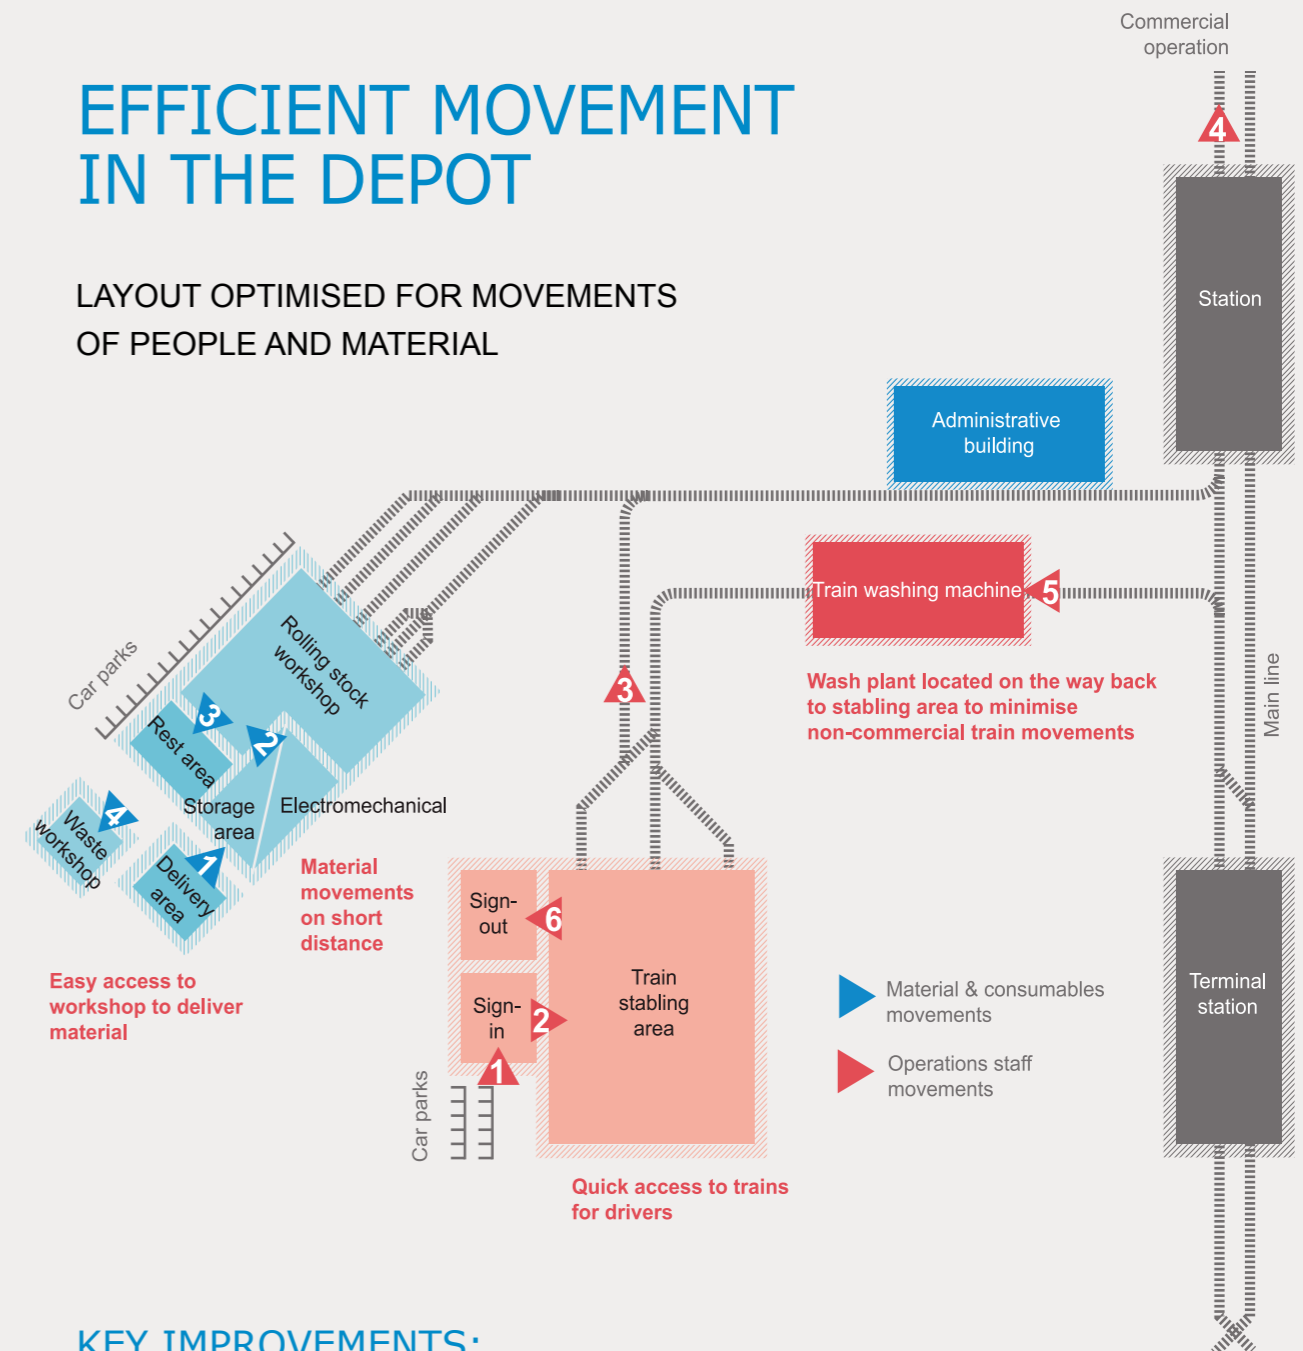 Commercial
operation
EFFICIENT MOVEMENT
IN THE DEPOT
LAYOUT OPTIMISED FOR MOVEMENTS
OF PEOPLE AND MATERIAL
4
Station
Administrative
building
Train washing machine
5
Wash plant located on the way back
to stabling area to minimise
non-commercial train movements
Main line
Car parks
Rolling stock
workshop
3
Rest area
2
Storage
area
Electromechanical
4
Waste
workshop
1
Delivery
area
Material
movements
on short
distance
Easy access to
workshop to deliver
material
3
Sign-
out
6
Sign-
in
2
1
Train
stabling
area
Car parks
Quick access to trains
for drivers
Material & consumables
movements
Operations staff
movements
Terminal
station
KEY IMPROVEMENTS: